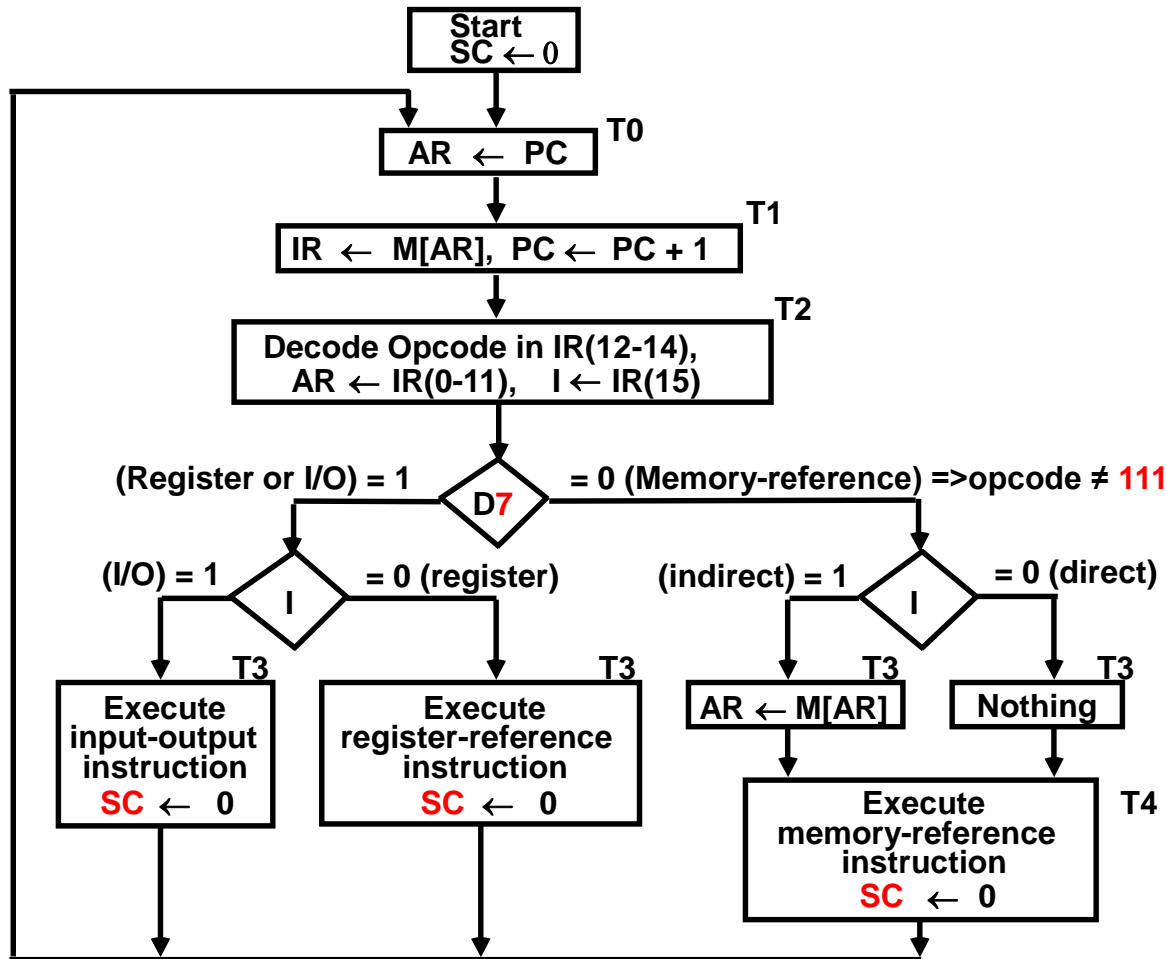 Start
SC ← 0
T0
AR ← PC
T1
IR ← M[AR], PC ← PC + 1
T2
Decode Opcode in IR(12-14),
AR ← IR(0-11), I ← IR(15)
(Register or I/O) = 1
D7
= 0 (Memory-reference) =>opcode ≠ 111
(I/O) = 1
I
= 0 (register)
(indirect) = 1
I
= 0 (direct)
T3
Execute
input-output
instruction
SC ← 0
T3
Execute
register-reference
instruction
SC ← 0
T3
AR ← M[AR]
T3
Nothing
T4
Execute
memory-reference
instruction
SC ← 0